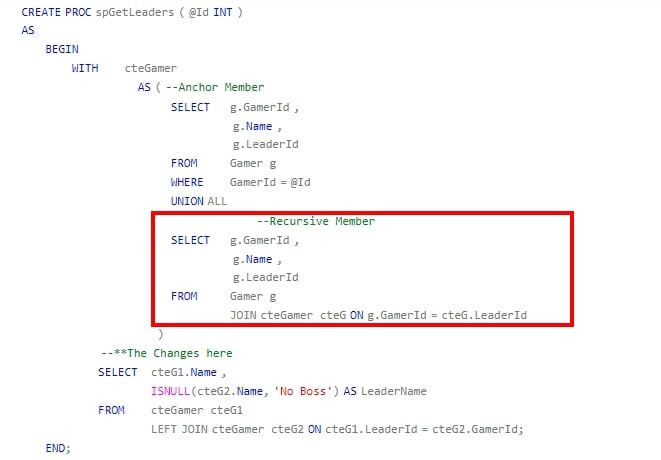 CREATE PROC spGetLeaders ( @Id INT )
AS
BEGIN
WITH cteGamer
AS ( --Anchor Member
SELECT g.GamerId ,
g.Name ,
g.LeaderId
FROM Gamer g
WHERE GamerId = @Id
UNION ALL
--Recursive Member
SELECT g.GamerId ,
g.Name ,
g.LeaderId
FROM Gamer g
JOIN cteGamer cteG ON g.GamerId = cteG.LeaderId
)
--**The Changes here
SELECT cteG1.Name ,
ISNULL(cteG2.Name, 'No Boss') AS LeaderName
FROM cteGamer cteG1
LEFT JOIN cteGamer cteG2 ON cteG1.LeaderId = cteG2.GamerId;
END;